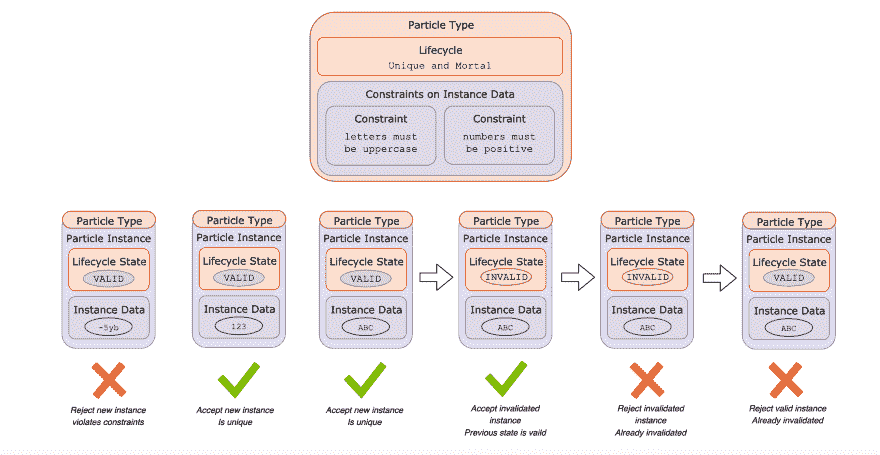 Particle Type
Lifecycle
Unique and Mortal
Constraints on Instance Data
Constraint
letters must
be uppercase
Constraint
numbers must
be positive
Particle Type
Particle Instance
Lifecycle State
VALID
Instance Data
-5yb
Reject new instance
violates constraints
Particle Type
Particle Instance
Lifecycle State
VALID
Instance Data
123
Accept new instance
Is unique
Particle Type
Particle Instance
Lifecycle State
VALID
Instance Data
ABC
Accept new instance
Is unique
Particle Type
Particle Instance
Lifecycle State
INVALID
Instance Data
ABC
Accept invalidated
instance
Previous state is vaild
Particle Type
Particle Instance
Lifecycle State
INVALID
Instance Data
ABC
Reject invalidated
instance
Already invalidated
Particle Type
Particle Instance
Lifecycle State
VALID
Instance Data
ABC
Reject valid instance
Already invalidated